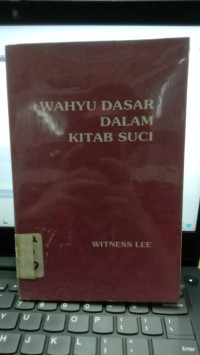 WAHYU DASAR
DALAM
KITAB SUCI
WITNESS LEE